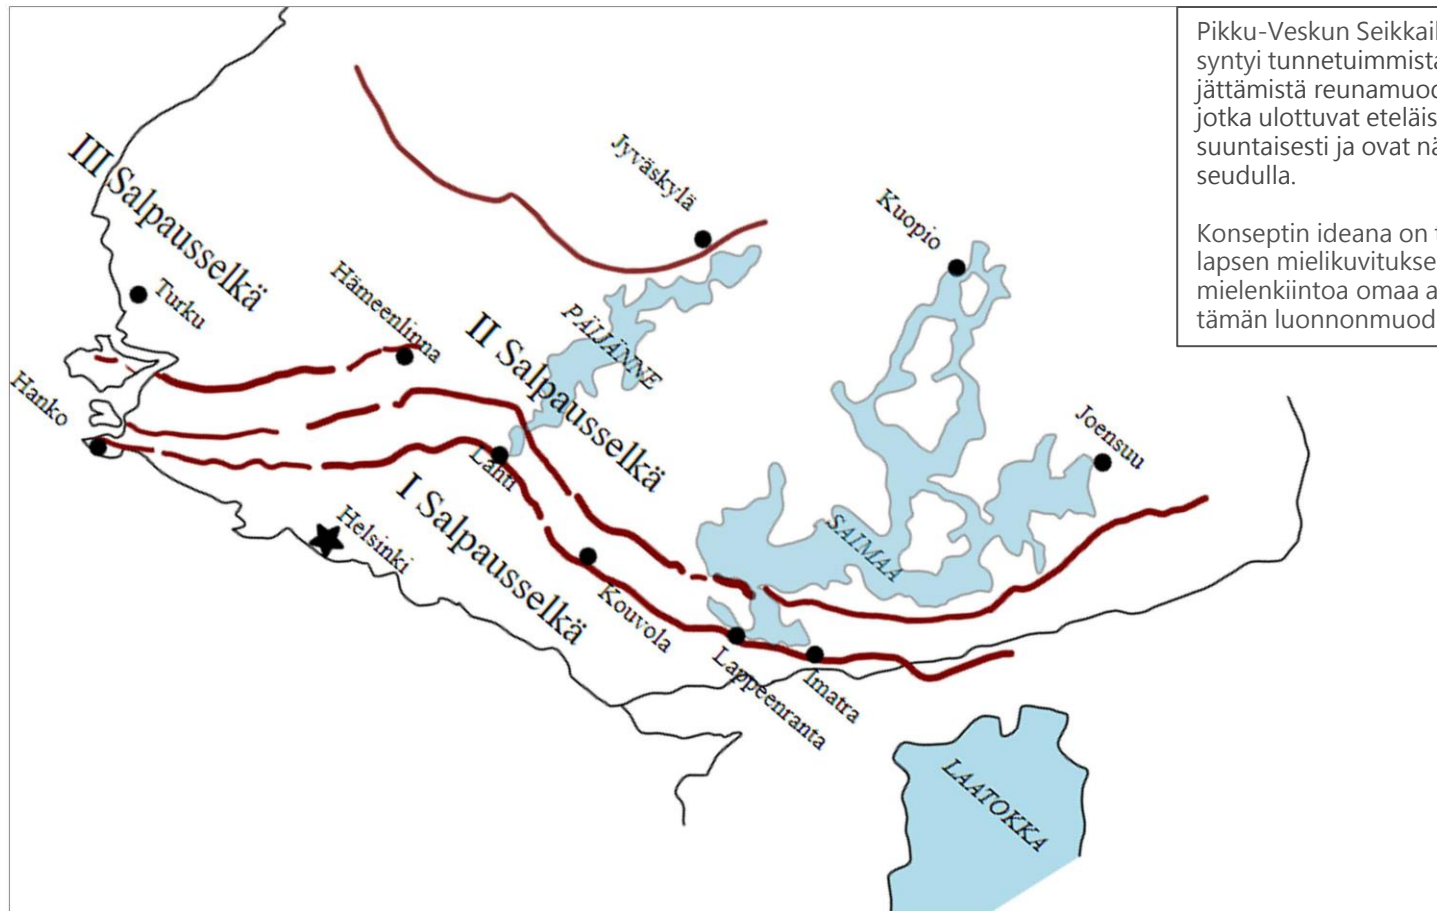 Pikku-Veskun Seikkail
syntyi tunnetuimmista
jättämistä reunamuod
jotka ulottuvat eteläis
suuntaisesti ja ovat nä
seudulla.
Konseptin ideana on t
lapsen mielikuvitukse
mielenkiintoa omaa a
tämän luonnonmuod
III Salpausselkä
Jyväskylä
Kuopio
Turku
Hämeenlinna
PÄIJÄNNE
II Salpausselkä
Hanko
Joensuu
Lahti
I Salpausselkä
Helsinki
SAIMAA
Kouvola
Lappeenranta
Imatra
LAATOKKA